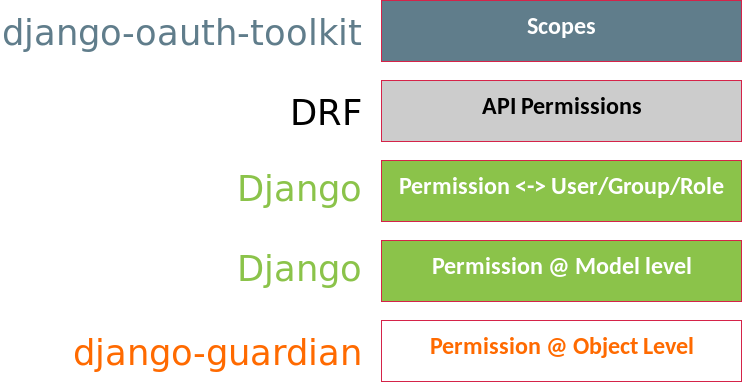 django-oauth-toolkit Scopes
DRF API Permissions
Django Permission <-> User/Group/Role
Django Permission @ Model level
django-guardian Permission @ Object Level